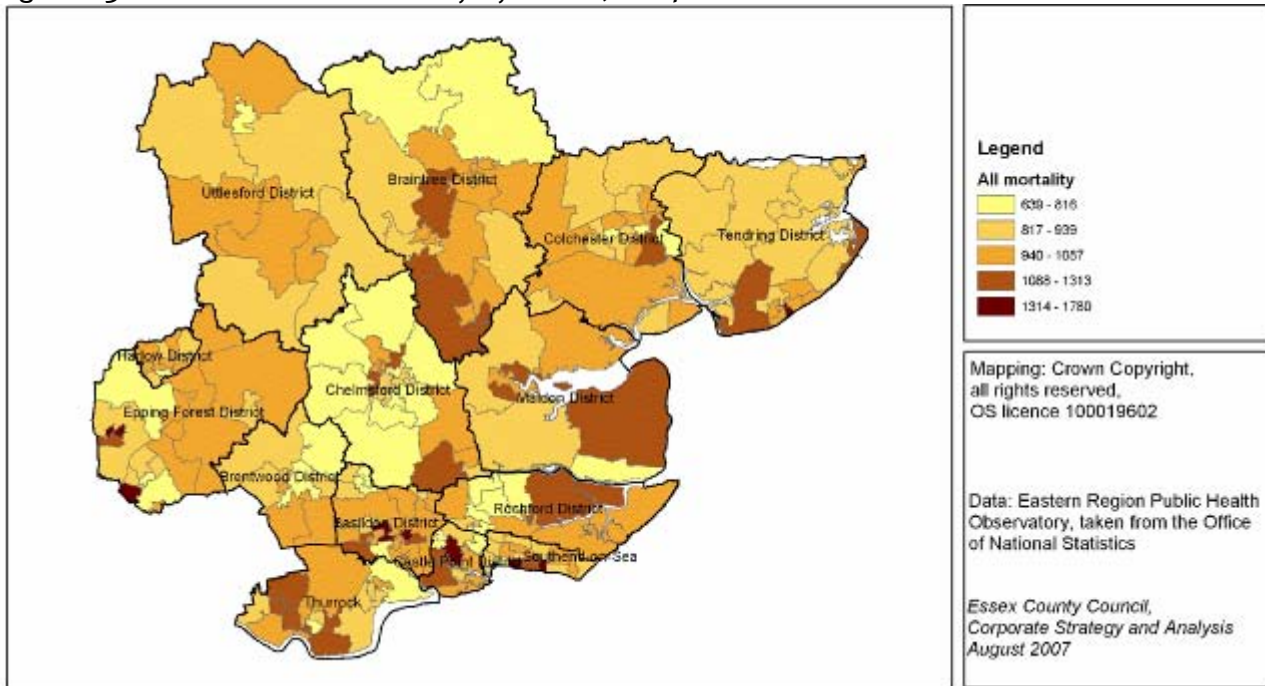 Uttlesford District
Braintree District
Colchester District
Tendring District
Harlow District
Epping Forest District
Chelmsford District
Maldon District
Brentwood District
Basildon District
Rochford District
Castle Point District
Southend-on-Sea
Thurrock
Legend
All mortality
639 - 816
817 - 939
940 - 1087
1088 - 1313
1314 - 1780
Mapping: Crown Copyright,
all rights reserved,
OS licence 100019602
Data: Eastern Region Public Health
Observatory, taken from the Office
of National Statistics
Essex County Council,
Corporate Strategy and Analysis
August 2007